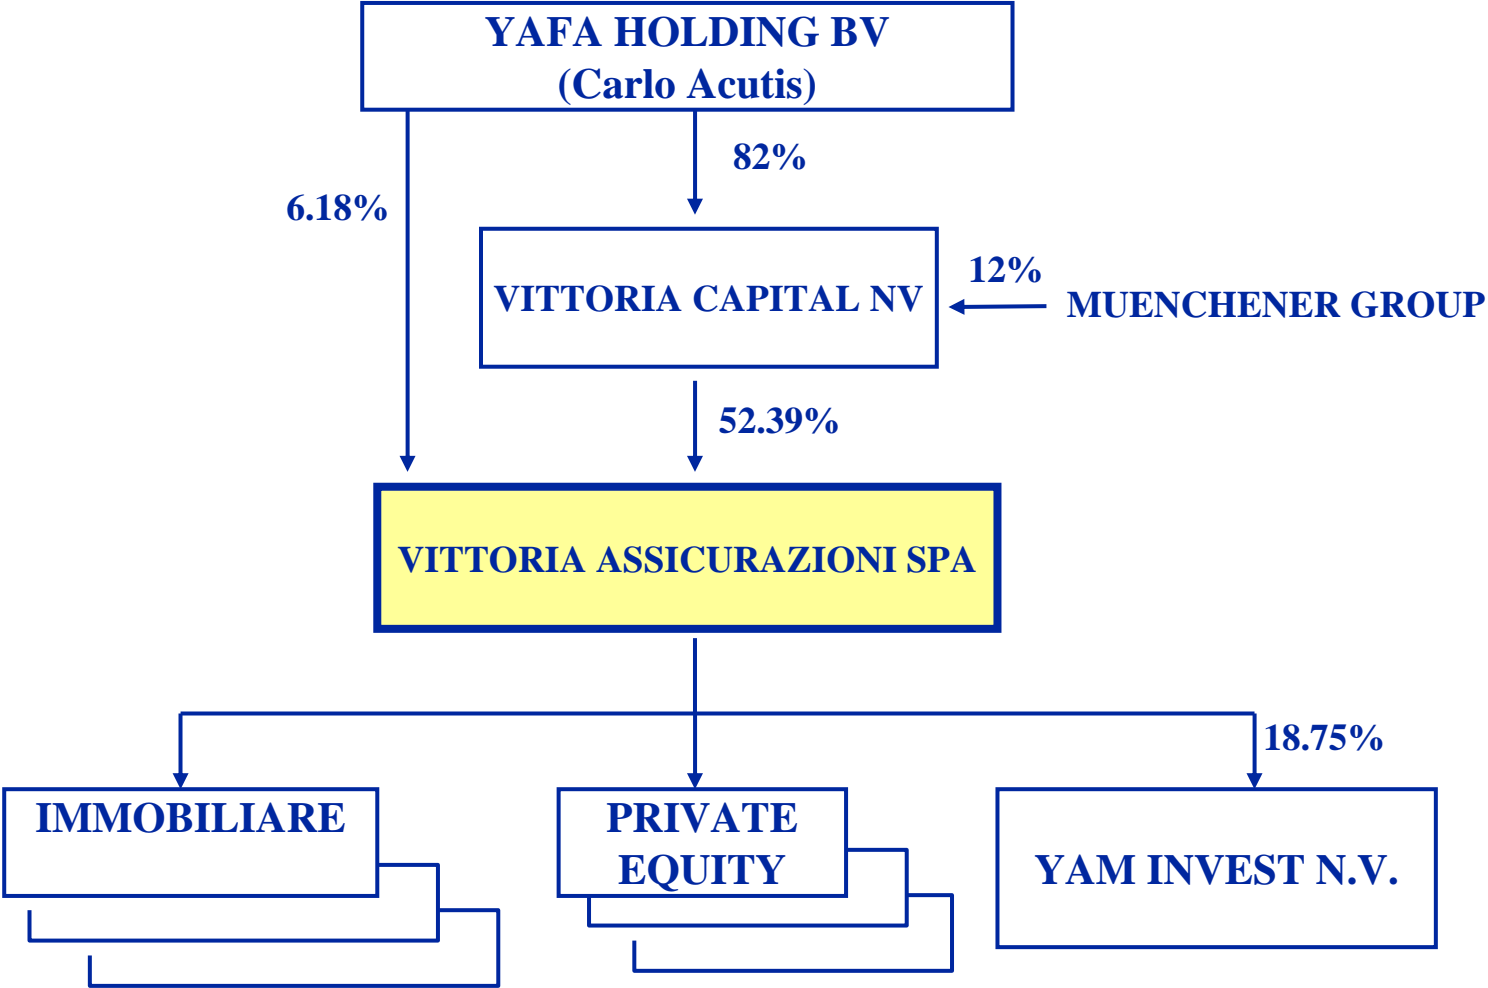 YAFA HOLDING BV
(Carlo Acutis)
82%
6.18%
12%
VITTORIA CAPITAL NV
MUENCHENER GROUP
52.39%
VITTORIA ASSICURAZIONI SPA
18.75%
IMMOBILIARE
PRIVATE
EQUITY
YAM INVEST N.V.